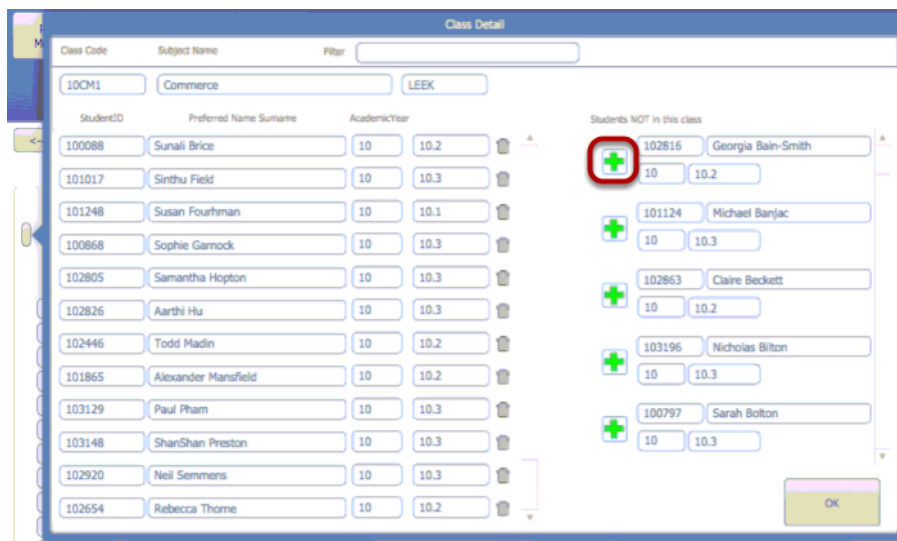 Class Detail
Class Code Subject Name Filter
10CM1 Commerce LEEK
StudentID Preferred Name Surname AcademicYear
100088 Sunali Brice 10 10.2
101017 Sinthu Field 10 10.3
101248 Susan Fourhman 10 10.1
100868 Sophie Garnock 10 10.3
102805 Samantha Hopton 10 10.3
102826 Aarthi Hu 10 10.3
102446 Todd Madin 10 10.2
101865 Alexander Mansfield 10 10.2
103129 Paul Pham 10 10.3
103148 ShanShan Preston 10 10.3
102920 Neil Semmens 10 10.3
102654 Rebecca Thorne 10 10.2
Students NOT in this class
102816 Georgia Bain-Smith
10 10.2
101124 Michael Banjac
10 10.3
102863 Claire Beckett
10 10.2
103196 Nicholas Bilton
10 10.3
100797 Sarah Bolton
10 10.3
OK